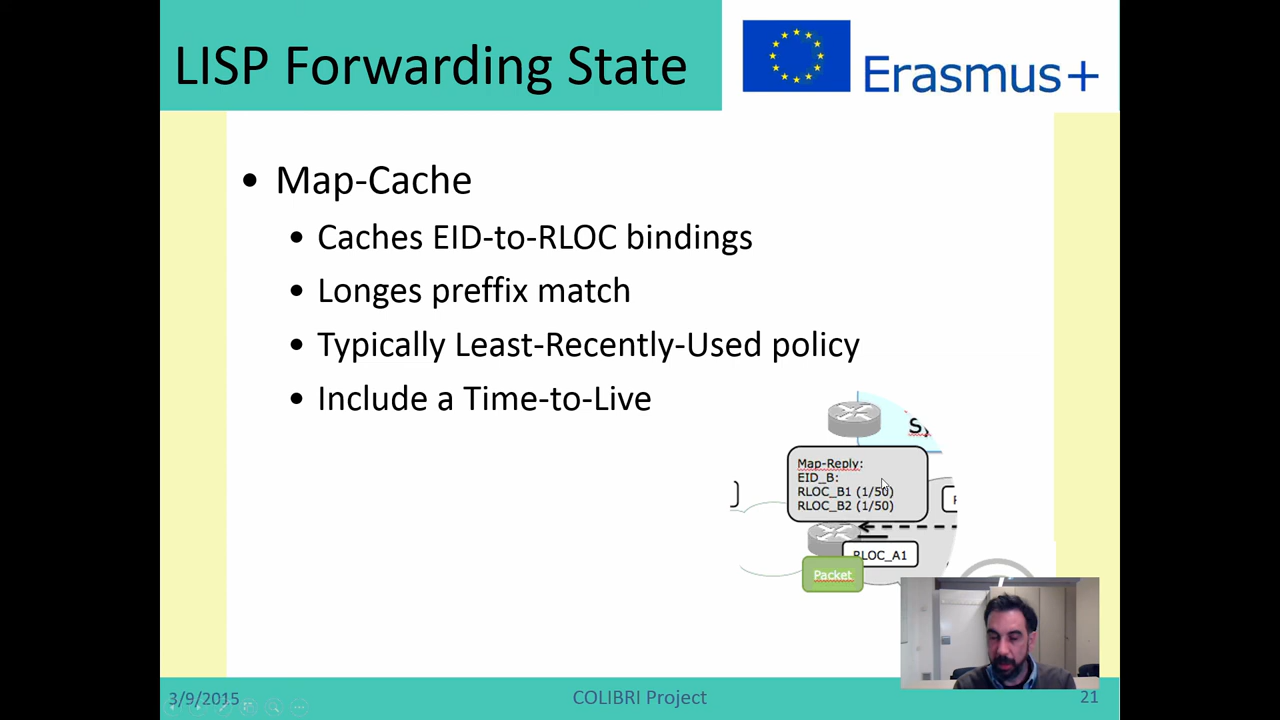 LISP Forwarding State
Erasmus+
Map-Cache
Caches EID-to-RLOC bindings
Longes preffix match
Typically Least-Recently-Used policy
Include a Time-to-Live
Map-Reply:
EID_B:
RLOC_B1 (1/50)
RLOC_B2 (1/50)
RLOC_A1
Packet
3/9/2015
COLIBRI Project
21